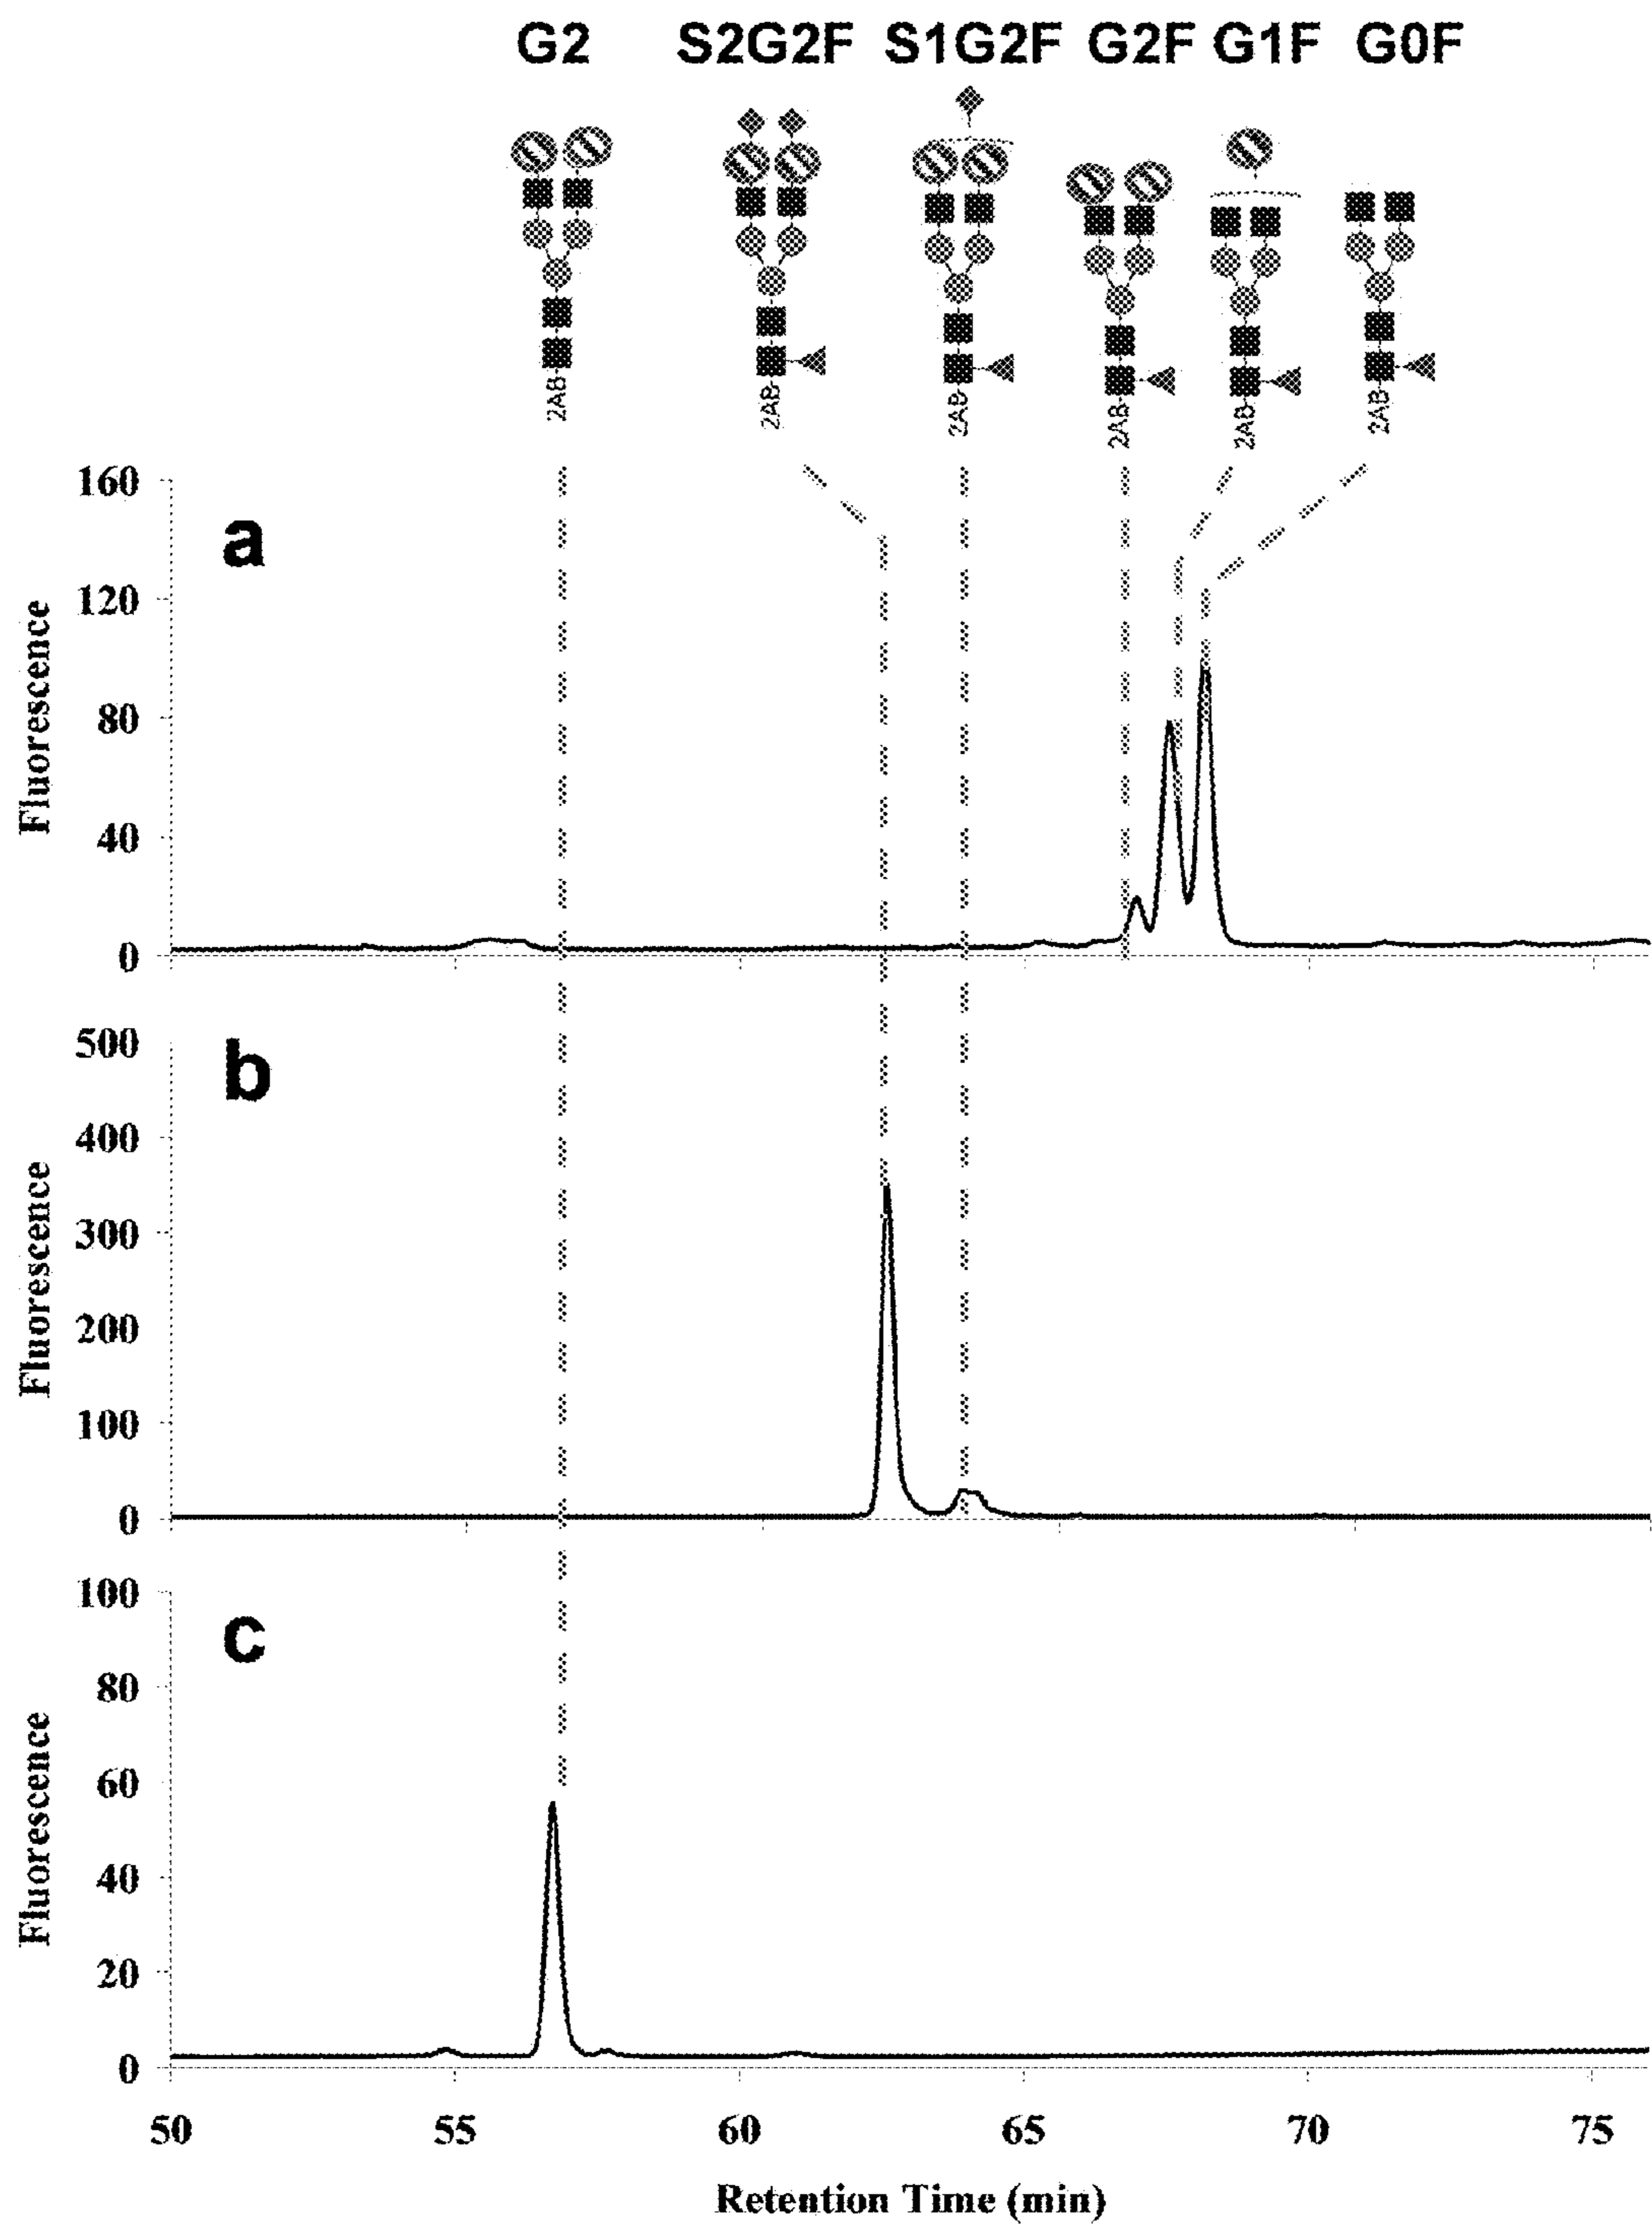 G2 S2G2F S1G2F G2F G1F G0F
2AB 2AB 2AB 2AB 2AB 2AB
a
160
120
80
40
0
Fluorescence
b
500
400
300
200
100
0
Fluorescence
c
100
80
60
40
20
0
Fluorescence
50 55 60 65 70 75
Retention Time (min)